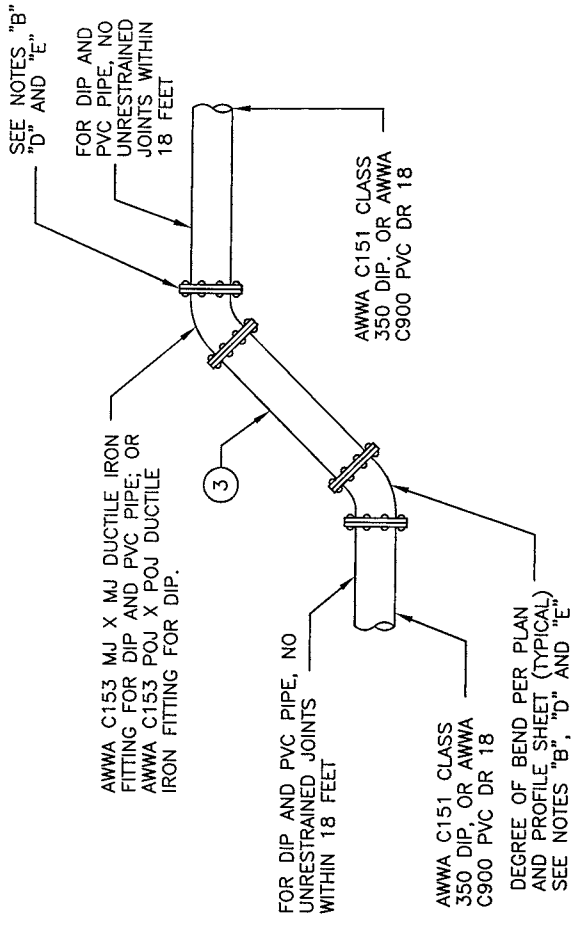 SEE NOTES "B"
"D" AND "E"
FOR DIP AND
PVC PIPE, NO
UNRESTRAINED
JOINTS WITHIN
18 FEET
AWWA C153 MJ X MJ DUCTILE IRON
FITTING FOR DIP AND PVC PIPE; OR
AWWA C153 POJ X POJ DUCTILE
IRON FITTING FOR DIP.
3
AWWA C151 CLASS
350 DIP. OR AWWA
C900 PVC DR 18
FOR DIP AND PVC PIPE, NO
UNRESTRAINED JOINTS
WITHIN 18 FEET
AWWA C151 CLASS
350 DIP, OR AWWA
C900 PVC DR 18
DEGREE OF BEND PER PLAN
AND PROFILE SHEET (TYPICAL)
SEE NOTES "B", "D" AND "E"